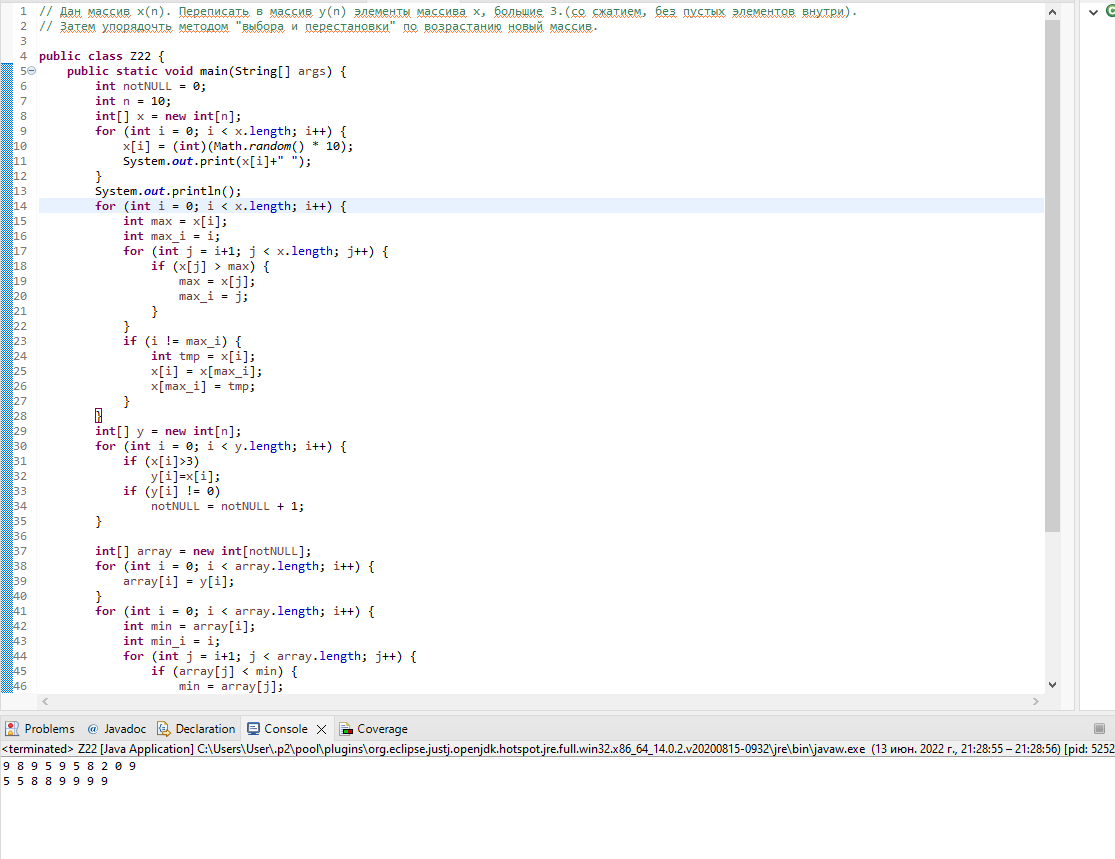 1 // Дан массив x(n). Переписать в массив y(n) элементы массива x, большие 3.(со сжатием, без пустых элементов внутри).
2 // Затем упорядочть методом "выбора и перестановки" по возрастанию новый массив.
3
4 public class Z22 {
5 public static void main(String[] args) {
6 int notNULL = 0;
7 int n = 10;
8 int[] x = new int[n];
9 for (int i = 0; i < x.length; i++) {
10 x[i] = (int)(Math.random() * 10);
11 System.out.print(x[i]+" ");
12 }
13 System.out.println();
14 for (int i = 0; i < x.length; i++) {
15 int max = x[i];
16 int max_i = i;
17 for (int j = i+1; j < x.length; j++) {
18 if (x[j] > max) {
19 max = x[j];
20 max_i = j;
21 }
22 }
23 if (i != max_i) {
24 int tmp = x[i];
25 x[i] = x[max_i];
26 x[max_i] = tmp;
27 }
28 }
29 int[] y = new int[n];
30 for (int i = 0; i < y.length; i++) {
31 if (x[i]>3)
32 y[i]=x[i];
33 if (y[i] != 0)
34 notNULL = notNULL + 1;
35 }
36
37 int[] array = new int[notNULL];
38 for (int i = 0; i < array.length; i++) {
39 array[i] = y[i];
40 }
41 for (int i = 0; i < array.length; i++) {
42 int min = array[i];
43 int min_i = i;
44 for (int j = i+1; j < array.length; j++) {
45 if (array[j] < min) {
46 min = array[j];
Problems @ Javadoc Declaration Console Coverage
<terminated> Z22 [Java Application] C:\Users\User\.p2\pool\plugins\org.eclipse.justj.openjdk.hotspot.jre.full.win32.x86_64_14.0.2.v20200815-0932\jre\bin\javaw.exe (13 июн. 2022 г., 21:28:55 – 21:28:56) [pid: 5252
9 8 9 5 9 5 8 2 0 9
5 5 8 8 9 9 9 9